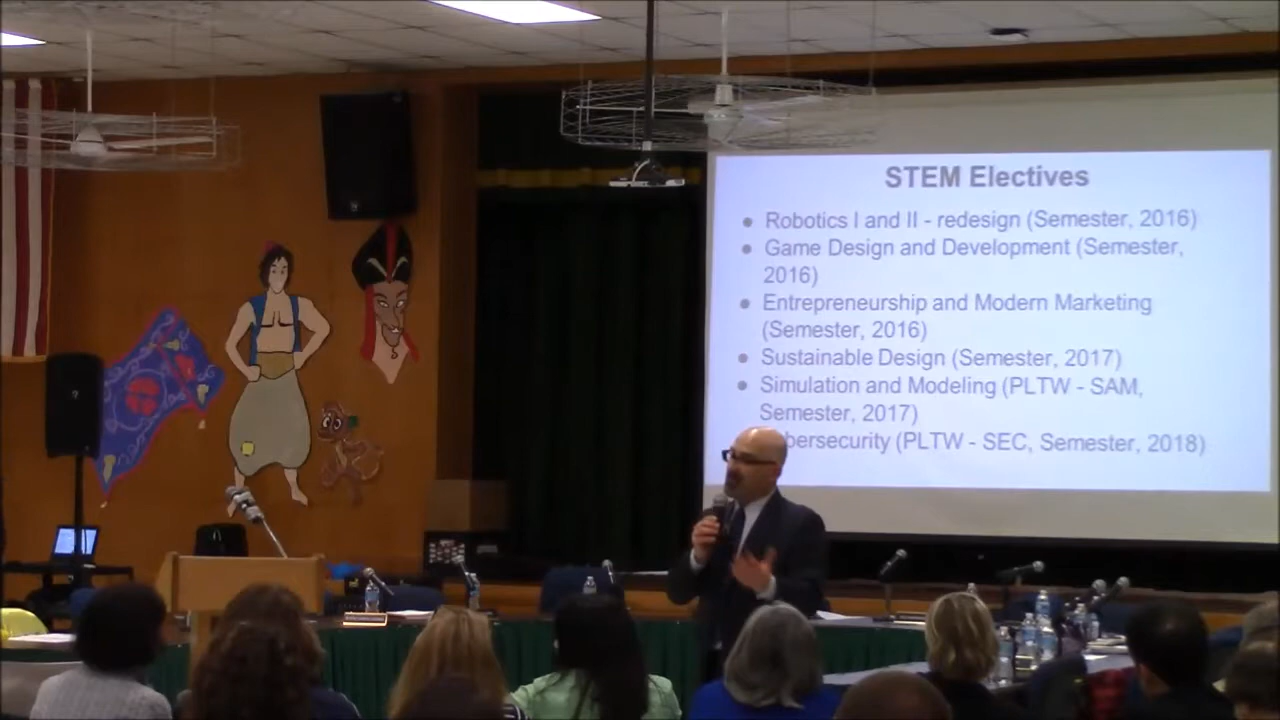 STEM Electives
● Robotics I and II - redesign (Semester, 2016)
● Game Design and Development (Semester,
2016)
● Entrepreneurship and Modern Marketing
(Semester, 2016)
● Sustainable Design (Semester, 2017)
● Simulation and Modeling (PLTW - SAM,
Semester, 2017)
bersecurity (PLTW - SEC, Semester, 2018)